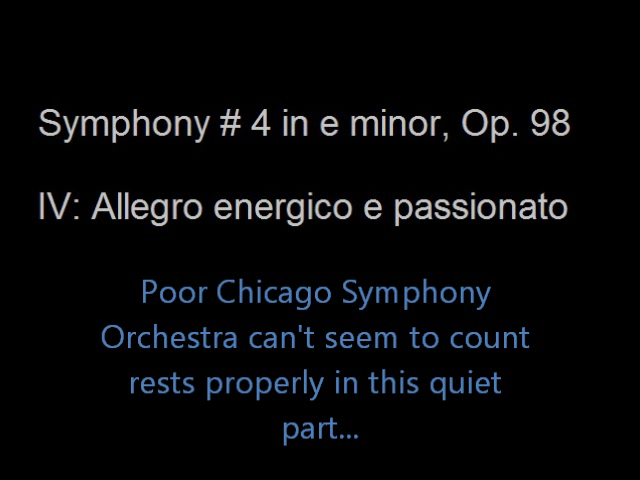 Symphony # 4 in e minor, Op. 98
IV: Allegro energico e passionato
Poor Chicago Symphony
Orchestra can't seem to count
rests properly in this quiet
part...